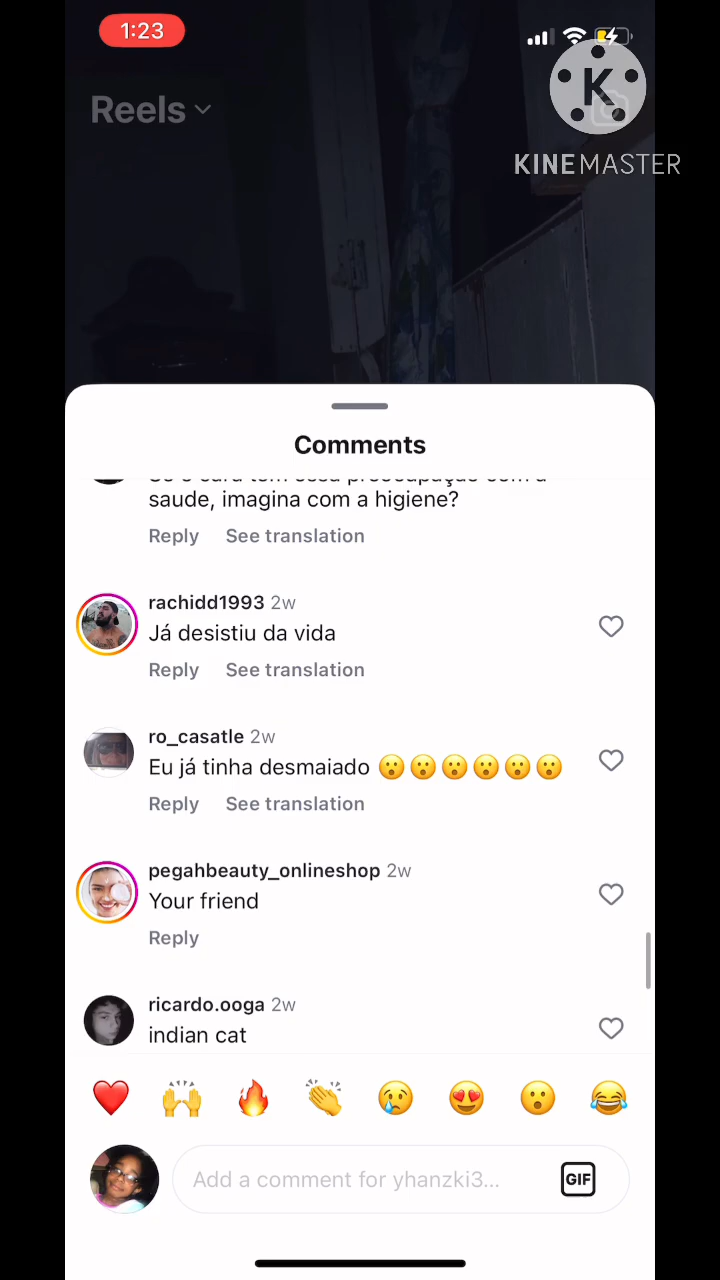 1:23
Reels
K
KINEMASTER
Comments
saude, imagina com a higiene?
Reply See translation
rachidd1993 2w
Já desistiu da vida
Reply See translation
ro_casatle 2w
Eu já tinha desmaiado 😮😮😮😮😮😮
Reply See translation
pegahbeauty_onlineshop 2w
Your friend
Reply
ricardo.ooga 2w
indian cat
Add a comment for yhanzki3...
GIF